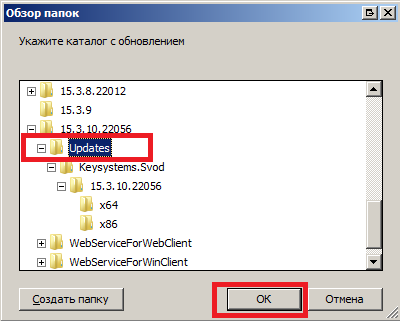 Обзор папок
Укажите каталог с обновлением
15.3.8.22012
15.3.9
15.3.10.22056
Updates
Keysystems.Svod
15.3.10.22056
x64
x86
WebServiceForWebClient
WebServiceForWinClient
Создать папку
OK
Отмена